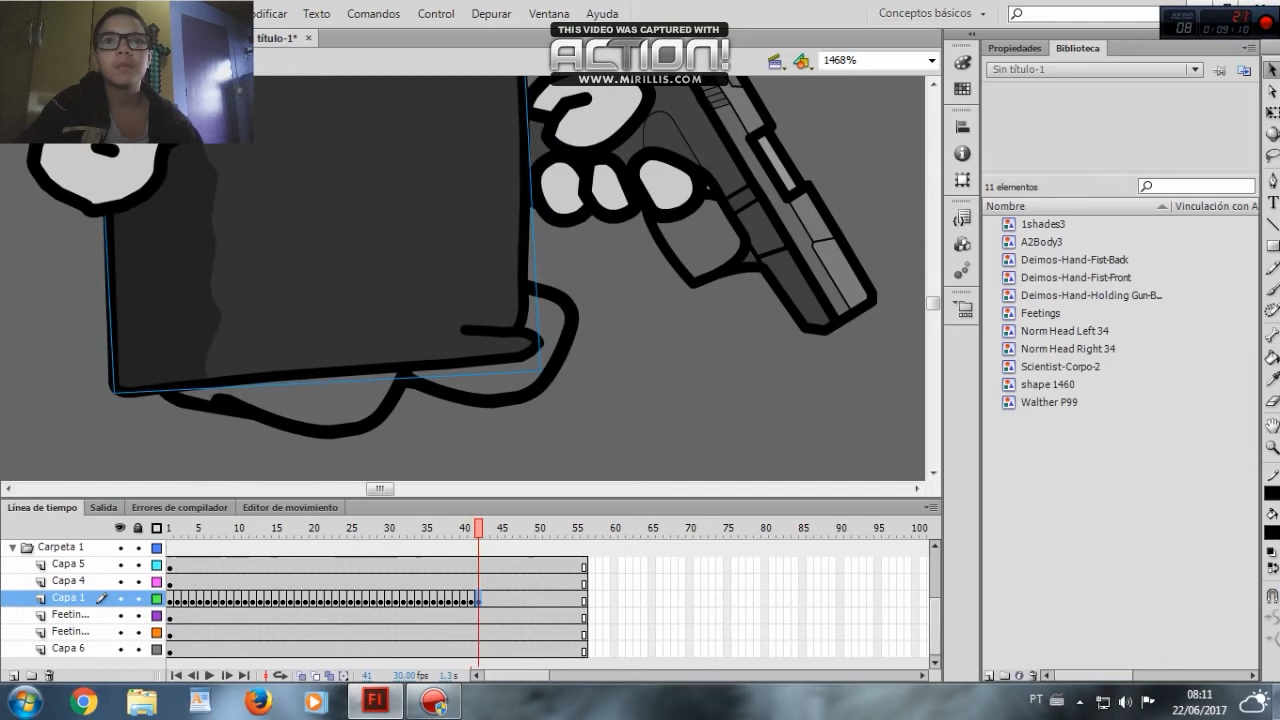 odificar Texto Comandos Control Ventana Ayuda
Conceptos básicos
21
08 0:09:10
THIS VIDEO WAS CAPTURED WITH
ACTION!
WWW.MIRILLIS.COM
título-1*
1468%
Propiedades Biblioteca
Sin título-1
11 elementos
Nombre Vinculación con A
1shades3
A2Body3
Deimos-Hand-Fist-Back
Deimos-Hand-Fist-Front
Deimos-Hand-Holding Gun-B...
Feetings
Norm Head Left 34
Norm Head Right 34
Scientist-Corpo-2
shape 1460
Walther P99
Línea de tiempo Salida Errores de compilador Editor de movimiento
1 5 10 15 20 25 30 35 40 45 50 55 60 65 70 75 80 85 90 95 100
Carpeta 1
Capa 5
Capa 4
Capa 1
Feetin...
Feetin...
Capa 6
41 30,00 fps 1,3 s
Fl
PT
08:11
22/06/2017